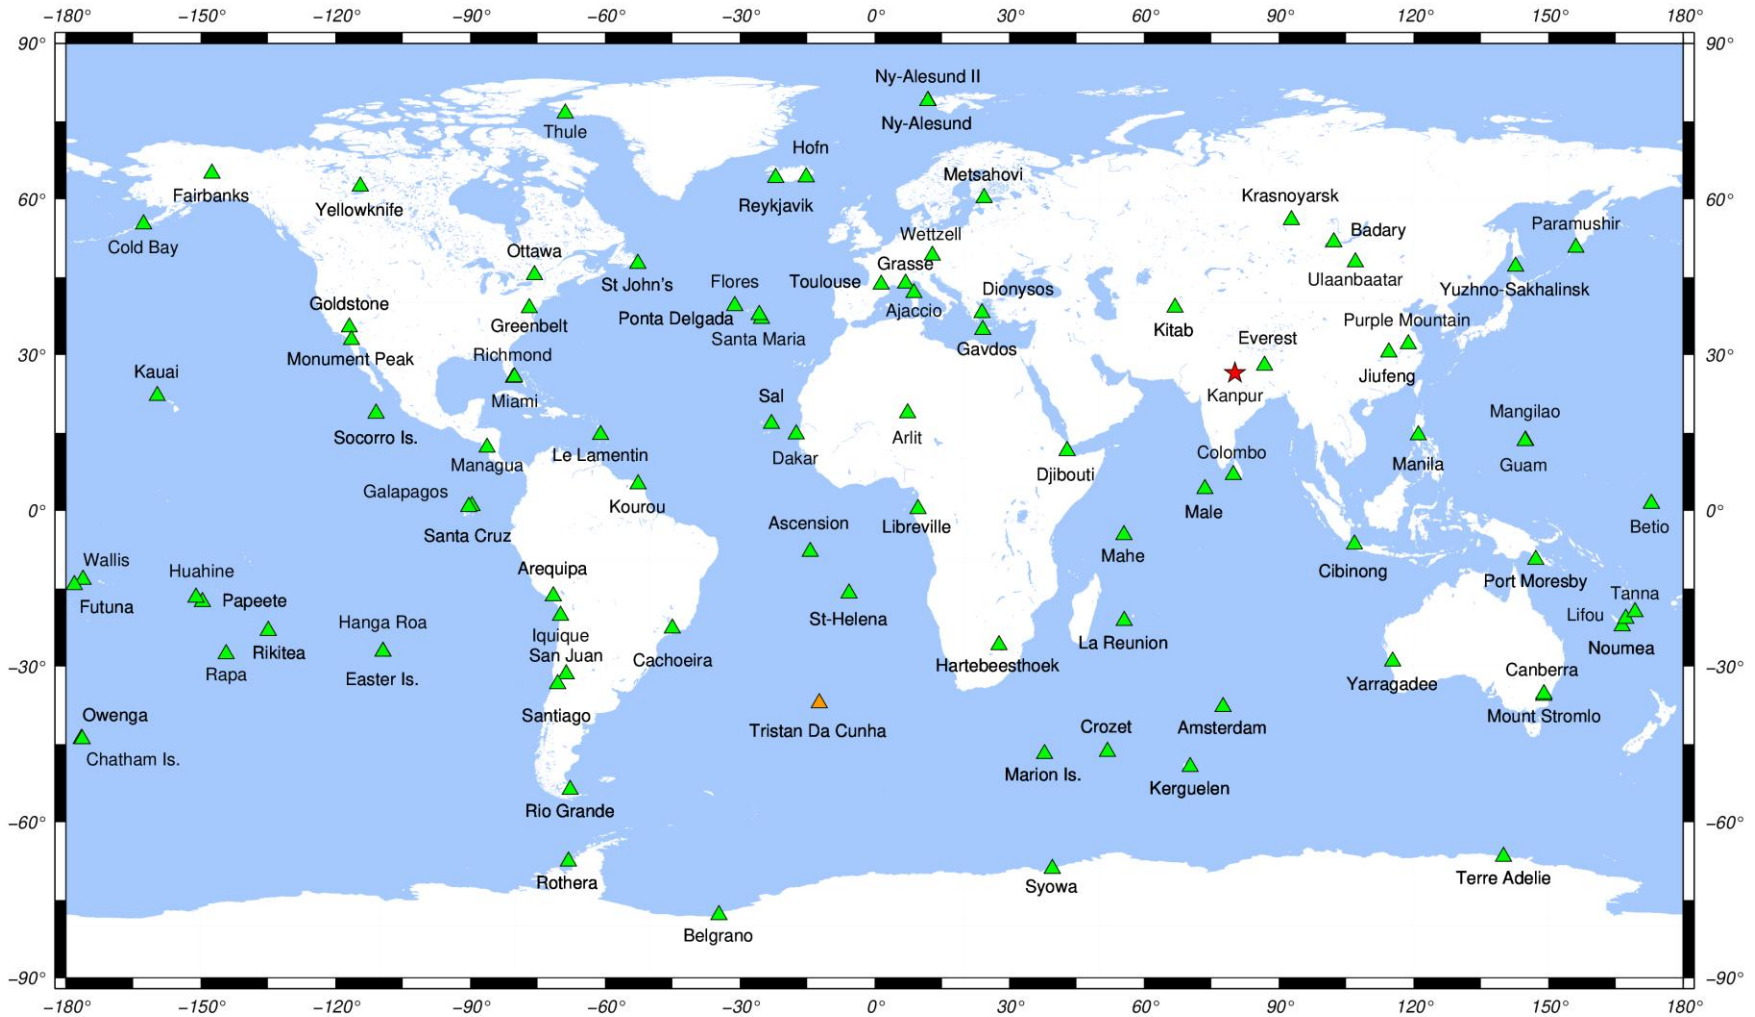 −180° −150° −120° −90° −60° −30° 0° 30° 60° 90° 120° 150° 180°
90° 90°
Ny-Alesund II
Ny-Alesund
Thule
Hofn
Metsahovi
Fairbanks
Yellowknife
Reykjavik
Krasnoyarsk
60° 60°
Cold Bay
Paramushir
Badary
Wettzell
Ottawa
Grasse
Toulouse
Flores
St John's
Ulaanbaatar
Yuzhno-Sakhalinsk
Dionysos
Goldstone
Greenbelt
Ponta Delgada
Ajaccio
Kitab
Purple Mountain
Santa Maria
Gavdos
Everest
Monument Peak
Richmond
30° 30°
Kauai
Jiufeng
Miami
Sal
Kanpur
Mangilao
Socorro Is.
Le Lamentin
Arlit
Managua
Dakar
Djibouti
Colombo
Manila
Guam
Galapagos
Kourou
Male
0° 0°
Santa Cruz
Ascension
Libreville
Betio
Wallis
Huahine
Arequipa
Mahe
Cibinong
Port Moresby
Futuna
Papeete
Tanna
Hanga Roa
St-Helena
Lifou
Iquique
La Reunion
Noumea
Rikitea
San Juan
Cachoeira
Hartebeesthoek
−30° −30°
Rapa
Easter Is.
Canberra
Yarragadee
Owenga
Santiago
Tristan Da Cunha
Crozet
Amsterdam
Mount Stromlo
Chatham Is.
Marion Is.
Kerguelen
Rio Grande
−60° −60°
Rothera
Syowa
Terre Adelie
Belgrano
−90° −90°
−180° −150° −120° −90° −60° −30° 0° 30° 60° 90° 120° 150° 180°